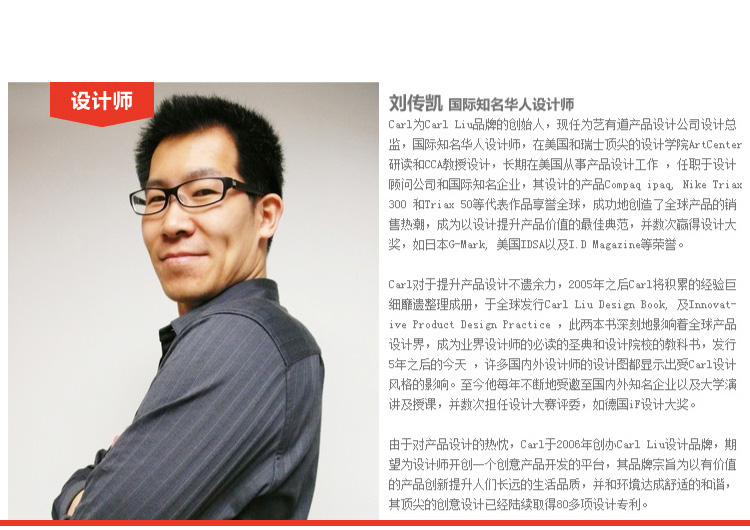 设计师
刘传凯 国际知名华人设计师
Carl为Carl Liu品牌的创始人，现任为艺有道产品设计公司设计总
监，国际知名华人设计师，在美国和瑞士顶尖的设计学院ArtCenter
研读和CCA教授设计，长期在美国从事产品设计工作 ，任职于设计
顾问公司和国际知名企业，其设计的产品Compaq ipaq, Nike Triax
300 和Triax 50等代表作品享誉全球，成功地创造了全球产品的销
售热潮，成为以设计提升产品价值的最佳典范，并数次赢得设计大
奖，如日本G-Mark, 美国IDSA以及I.D Magazine等荣誉。
Carl对于提升产品设计不遗余力，2005年之后Carl将积累的经验巨
细靡遗整理成册，于全球发行Carl Liu Design Book, 及Innovat-
ive Product Design Practice ，此两本书深刻地影响着全球产品
设计界，成为业界设计师的必读的圣典和设计院校的教科书，发行
5年之后的今天 ，许多国内外设计师的设计图都显示出受Carl设计
风格的影响。至今他每年不断地受邀至国内外知名企业以及大学演
讲及授课，并数次担任设计大赛评委，如德国iF设计大奖。
由于对产品设计的热忱，Carl于2006年创办Carl Liu设计品牌，期
望为设计师开创一个创意产品开发的平台，其品牌宗旨为以有价值
的产品创新提升人们长远的生活品质，并和环境达成舒适的和谐，
其顶尖的创意设计已经陆续取得80多项设计专利。